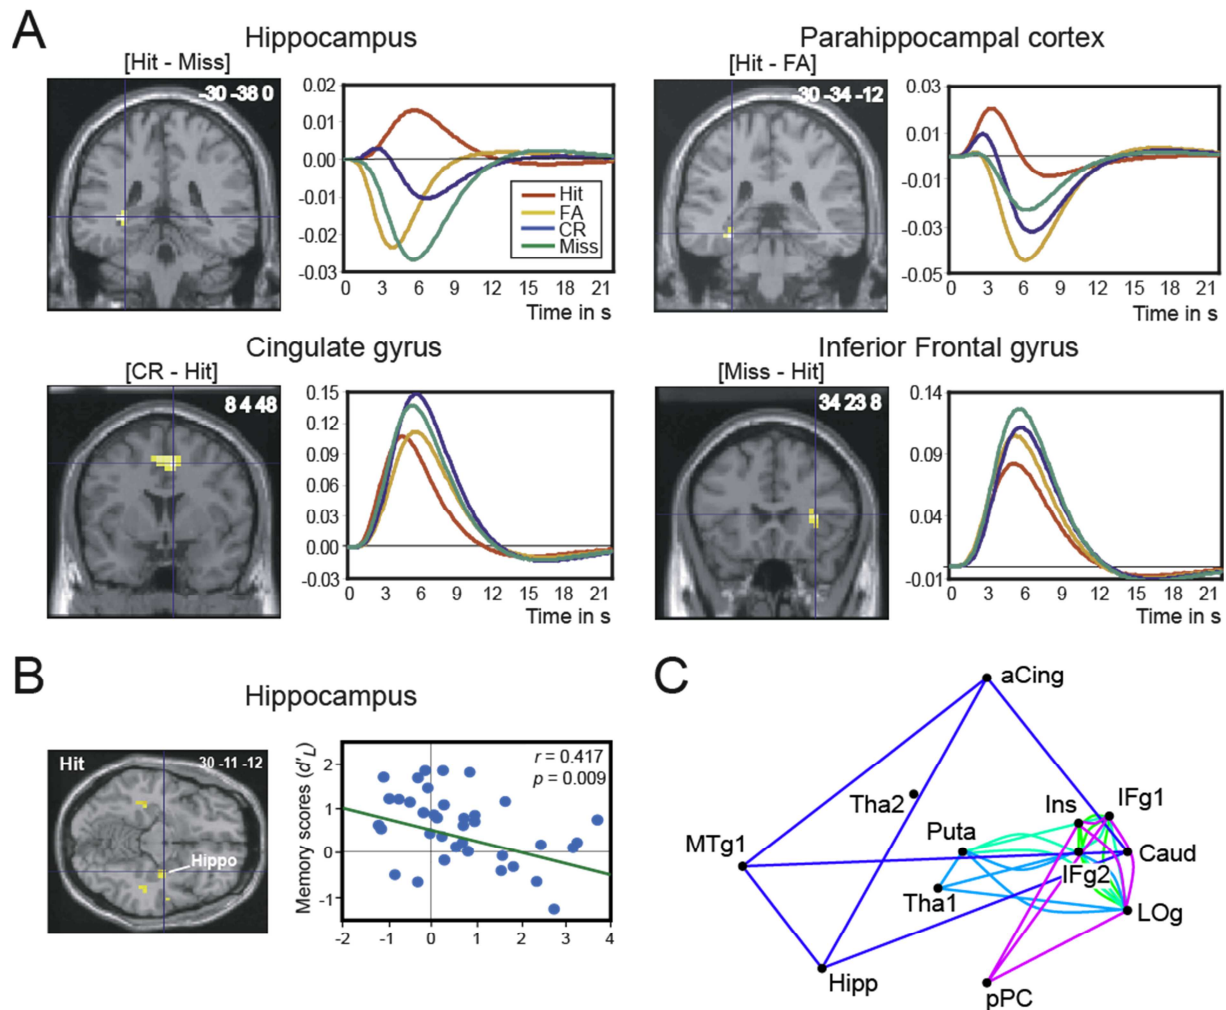 A
Hippocampus
[Hit - Miss]
-30 -38 0
0.02
0.01
0.00
-0.01
-0.02
-0.03
Hit
FA
CR
Miss
0 3 6 9 12 15 18 21
Time in s
Parahippocampal cortex
[Hit - FA]
-30 -34 -12
0.03
0.01
-0.01
-0.03
-0.05
0 3 6 9 12 15 18 21
Time in s
Cingulate gyrus
[CR - Hit]
8 4 48
0.15
0.12
0.09
0.06
0.03
0.00
-0.03
0 3 6 9 12 15 18 21
Time in s
Inferior Frontal gyrus
[Miss - Hit]
34 23 8
0.14
0.09
0.04
-0.01
0 3 6 9 12 15 18 21
Time in s
B
Hippocampus
Hit
30 -11 -12
Hippo
Memory scores (d'L)
2
1
0
-1
r = 0.417
p = 0.009
-2 -1 0 1 2 3 4
C
aCing
Tha2
Ins
IFg1
Puta
MTg1
Caud
IFg2
Tha1
LOg
Hipp
pPC